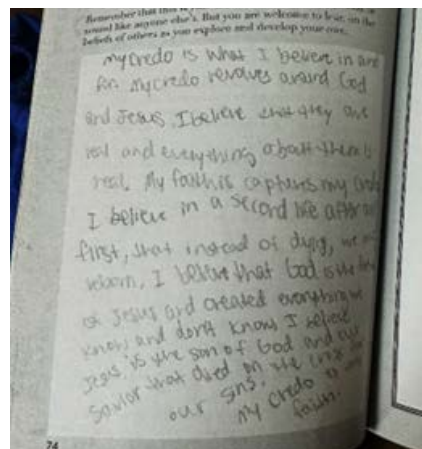 Remember that this is
sound like anyone else's. But you are welcome to lean on the
beliefs of others as you explore and develop your own.
my credo is what I believe in and
for my credo revolves around God
and Jesus I believe that they are
real and everything about them is
real. My faith is captures my credo
I believe in a second life after our
first, that instead of dying, we are
reborn, I believe that God is the
of Jesus and created everything we
know and don't know, I believe
Jesus is the son of God and our
savior that died on the cross for
our sins.
my credo is my
faith.
74